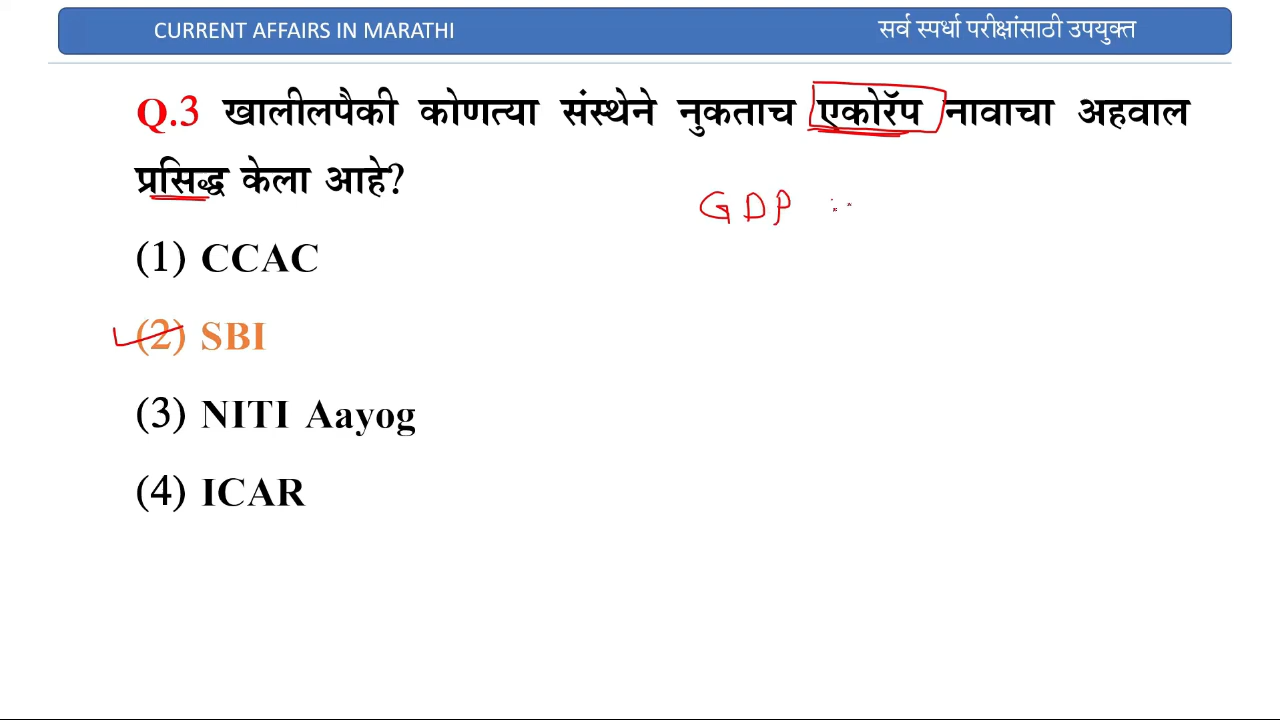 CURRENT AFFAIRS IN MARATHI
सर्व स्पर्धा परीक्षांसाठी उपयुक्त
Q.3 खालीलपैकी कोणत्या संस्थेने नुकताच एकोरॅप नावाचा अहवाल
प्रसिद्ध केला आहे?
GDP
(1) CCAC
(2) SBI
(3) NITI Aayog
(4) ICAR